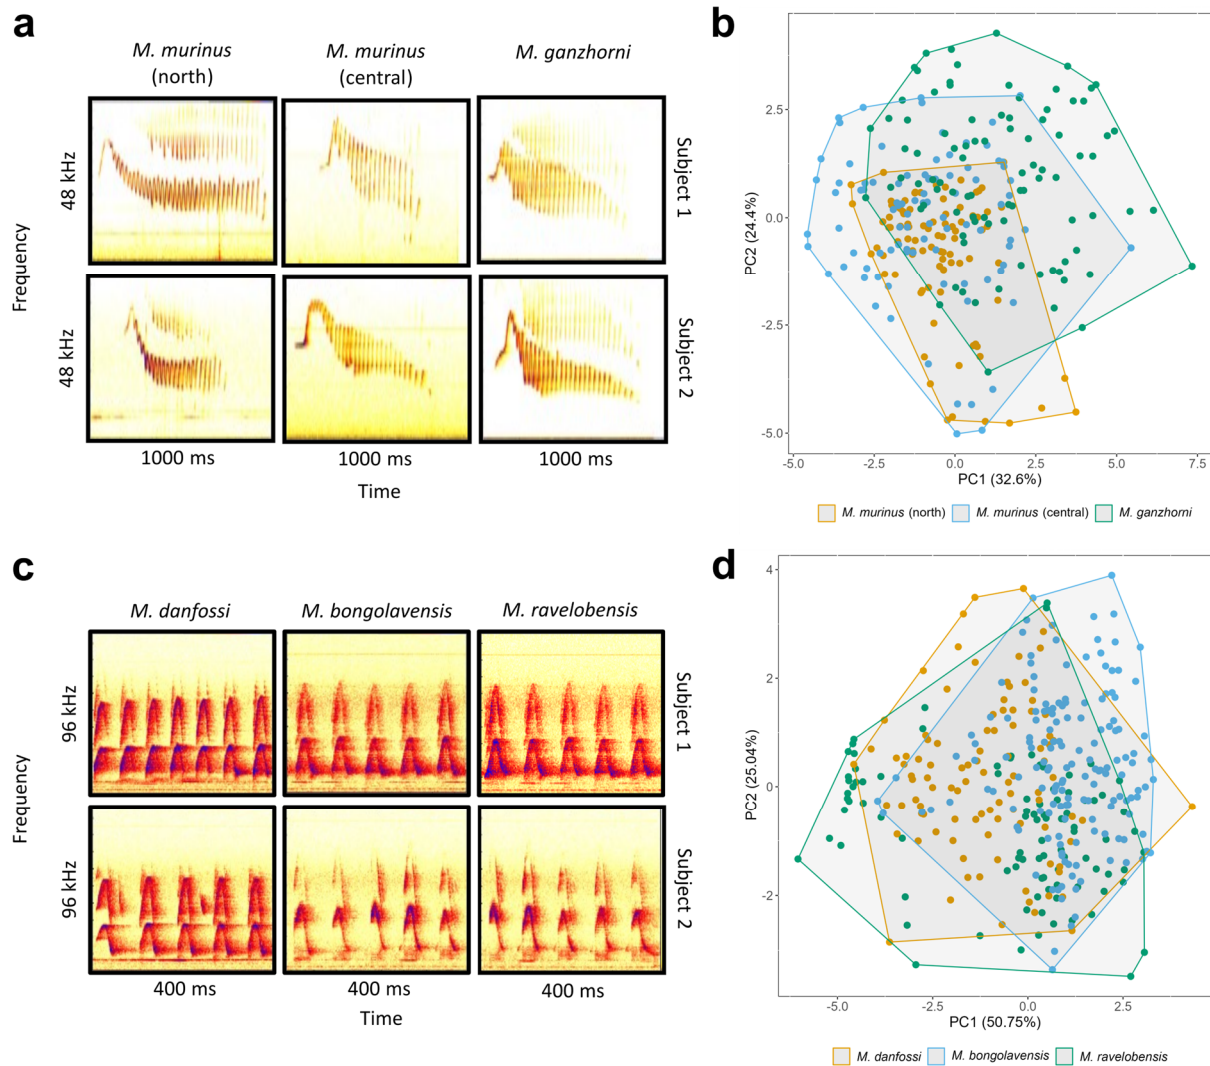 a
M. murinus
(north)
M. murinus
(central)
M. ganzhorni
48 kHz
Subject 1
Frequency
48 kHz
Subject 2
1000 ms
1000 ms
1000 ms
Time
b
2.5
0.0
-2.5
-5.0
PC2 (24.4%)
-5.0
-2.5
0.0
2.5
5.0
7.5
PC1 (32.6%)
M. murinus (north)
M. murinus (central)
M. ganzhorni
c
M. danfossi
M. bongolavensis
M. ravelobensis
96 kHz
Subject 1
Frequency
96 kHz
Subject 2
400 ms
400 ms
400 ms
Time
d
4
2
0
-2
PC2 (25.04%)
-5.0
-2.5
0.0
2.5
PC1 (50.75%)
M. danfossi
M. bongolavensis
M. ravelobensis